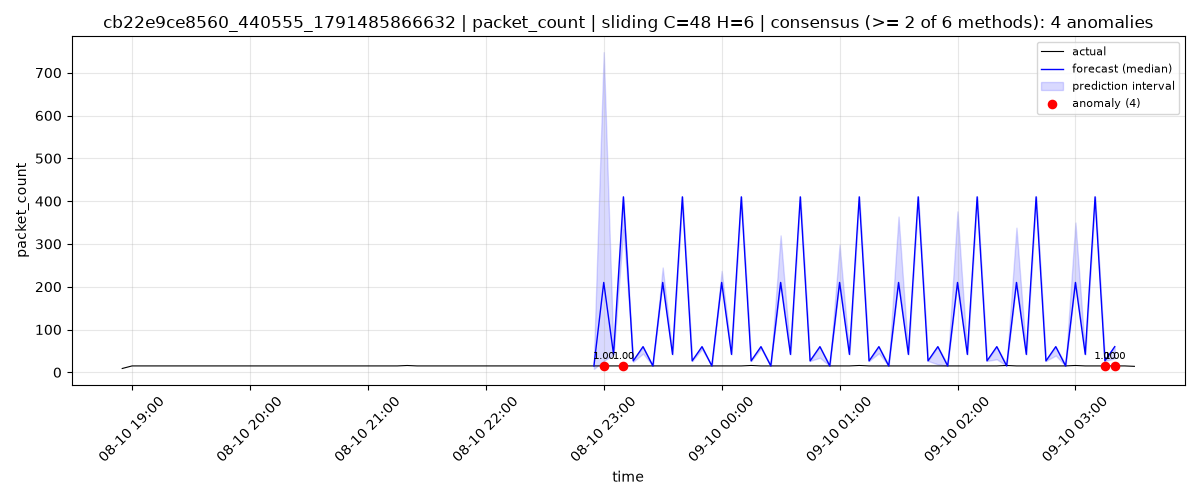 cb22e9ce8560_440555_1791485866632 | packet_count | sliding C=48 H=6 | consensus (>= 2 of 6 methods): 4 anomalies
actual
forecast (median)
prediction interval
anomaly (4)
packet_count
700
600
500
400
300
200
100
0
1.00
1.00
1.00
08-10 19:00
08-10 20:00
08-10 21:00
08-10 22:00
08-10 23:00
09-10 00:00
09-10 01:00
09-10 02:00
09-10 03:00
time